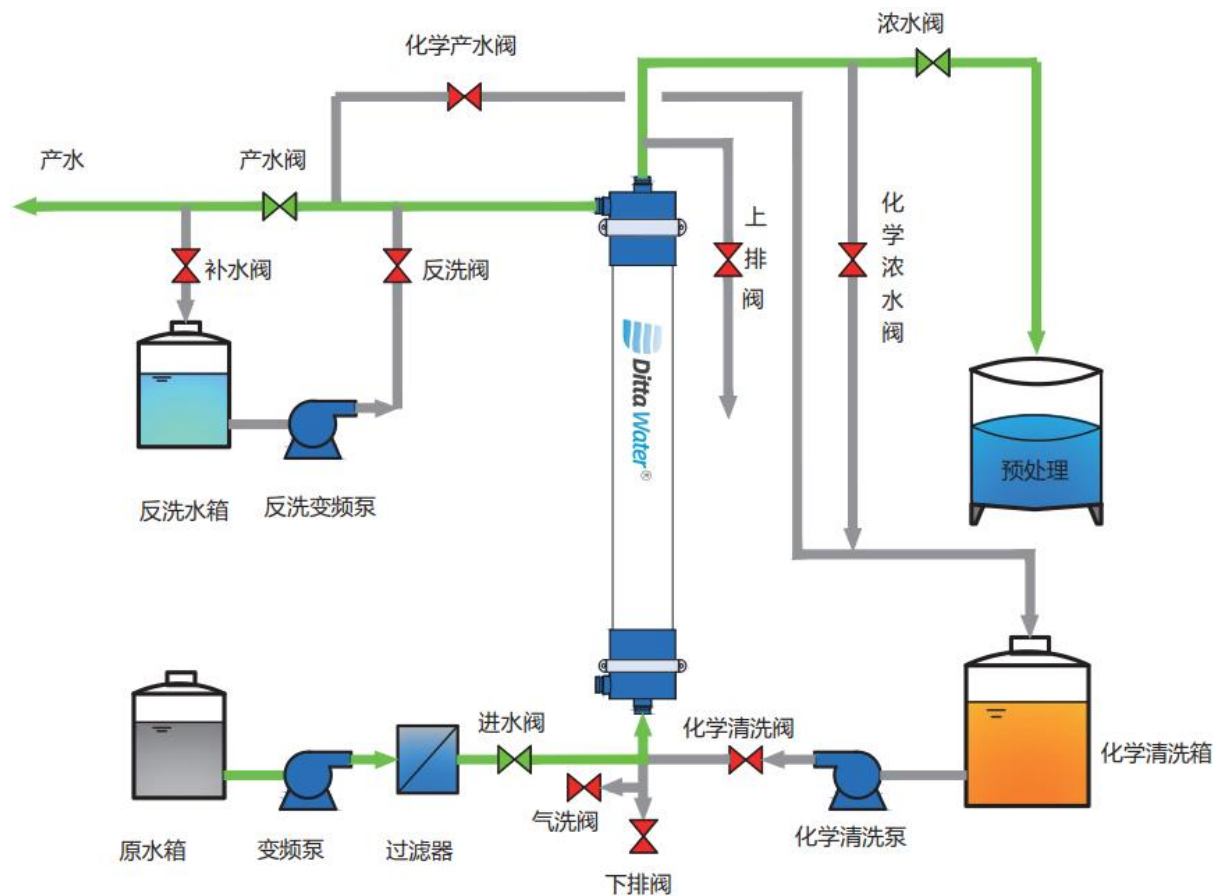 浓水阀
化学产水阀
产水
产水阀
补水阀
反洗阀
上排阀
化学浓水阀
Ditta Water®
预处理
反洗水箱
反洗变频泵
进水阀
化学清洗阀
化学清洗箱
气洗阀
原水箱
变频泵
过滤器
化学清洗泵
下排阀